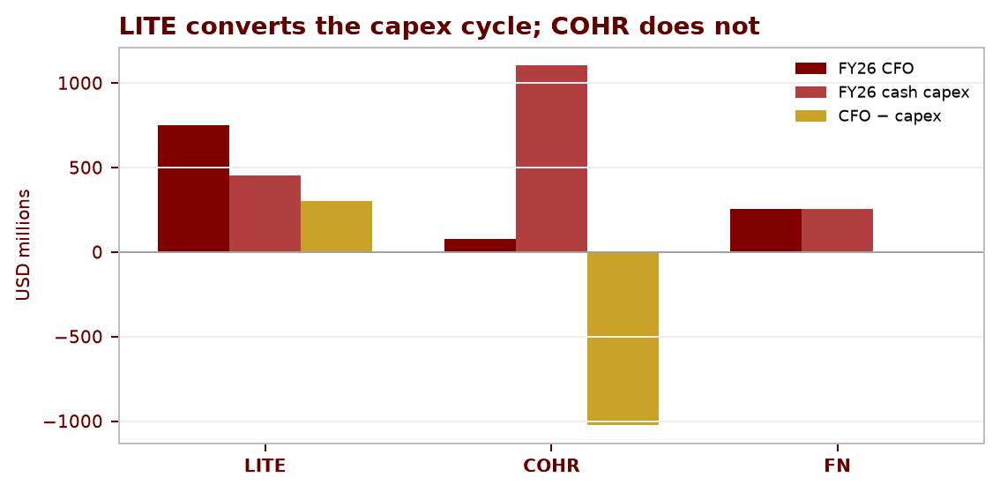 LITE converts the capex cycle; COHR does not
FY26 CFO
FY26 cash capex
CFO − capex
USD millions
1000
500
0
−500
−1000
LITE
COHR
FN